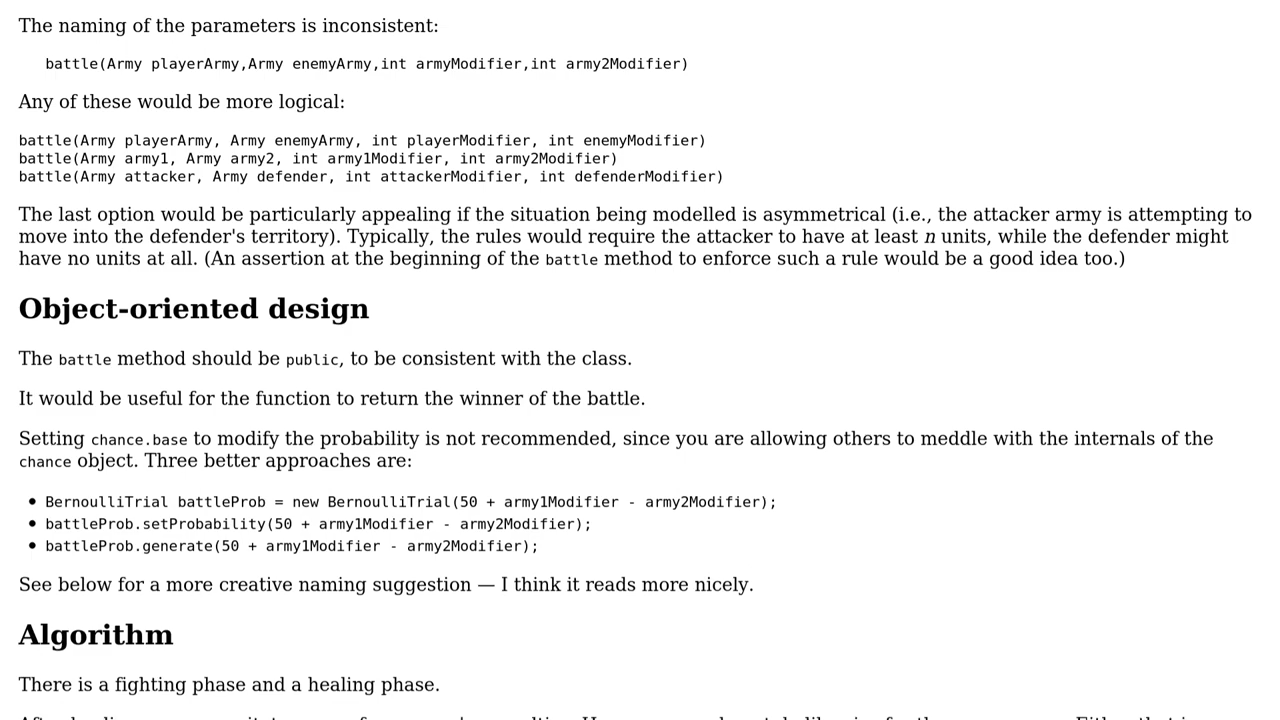 The naming of the parameters is inconsistent:
battle(Army playerArmy,Army enemyArmy,int armyModifier,int army2Modifier)
Any of these would be more logical:
battle(Army playerArmy, Army enemyArmy, int playerModifier, int enemyModifier)
battle(Army army1, Army army2, int army1Modifier, int army2Modifier)
battle(Army attacker, Army defender, int attackerModifier, int defenderModifier)
The last option would be particularly appealing if the situation being modelled is asymmetrical (i.e., the attacker army is attempting to
move into the defender's territory). Typically, the rules would require the attacker to have at least n units, while the defender might
have no units at all. (An assertion at the beginning of the battle method to enforce such a rule would be a good idea too.)
Object-oriented design
The battle method should be public, to be consistent with the class.
It would be useful for the function to return the winner of the battle.
Setting chance.base to modify the probability is not recommended, since you are allowing others to meddle with the internals of the
chance object. Three better approaches are:
• BernoulliTrial battleProb = new BernoulliTrial(50 + army1Modifier - army2Modifier);
• battleProb.setProbability(50 + army1Modifier - army2Modifier);
• battleProb.generate(50 + army1Modifier - army2Modifier);
See below for a more creative naming suggestion — I think it reads more nicely.
Algorithm
There is a fighting phase and a healing phase.